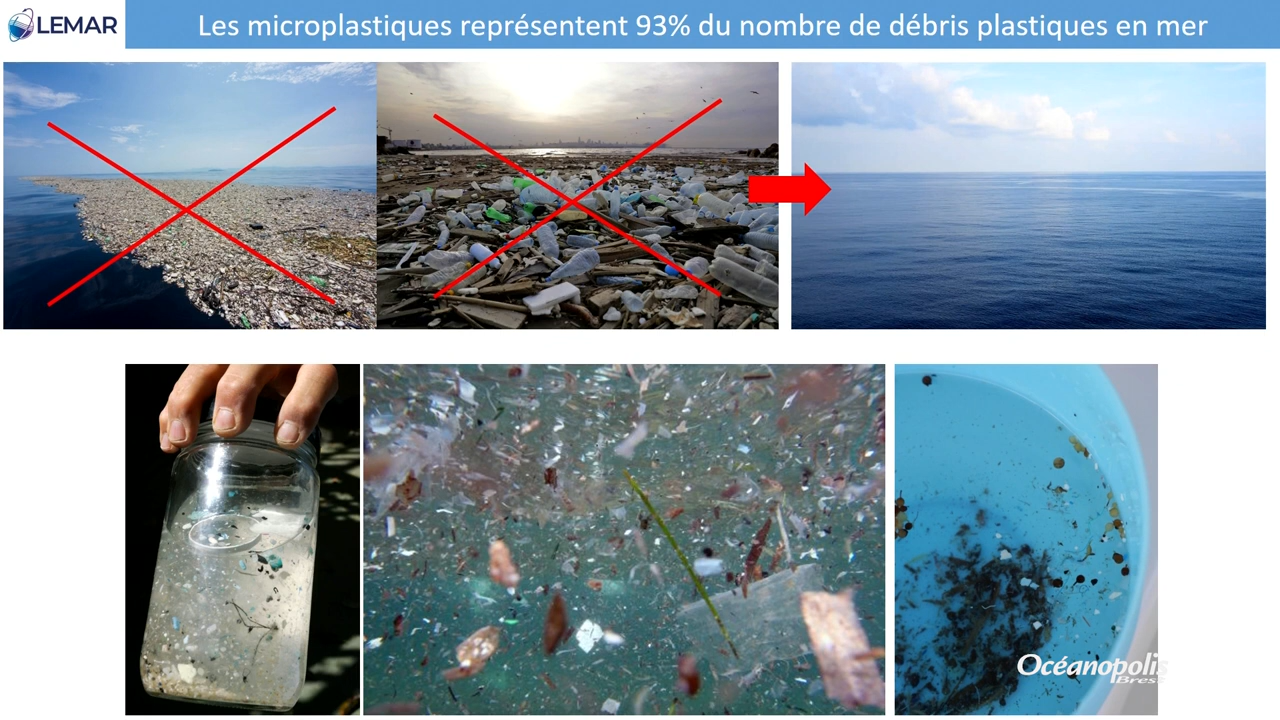 LEMAR
Les microplastiques représentent 93% du nombre de débris plastiques en mer
Océanopolis
Brest